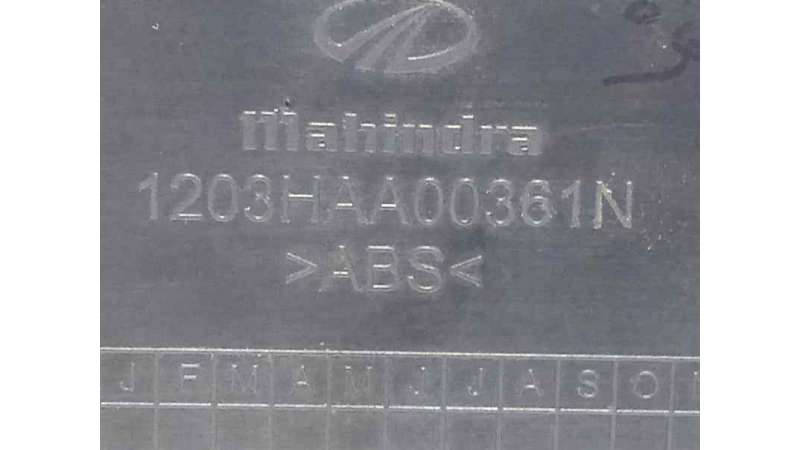 mahindra
1203HAA00361N
>ABS<
J F M A M J J A S O